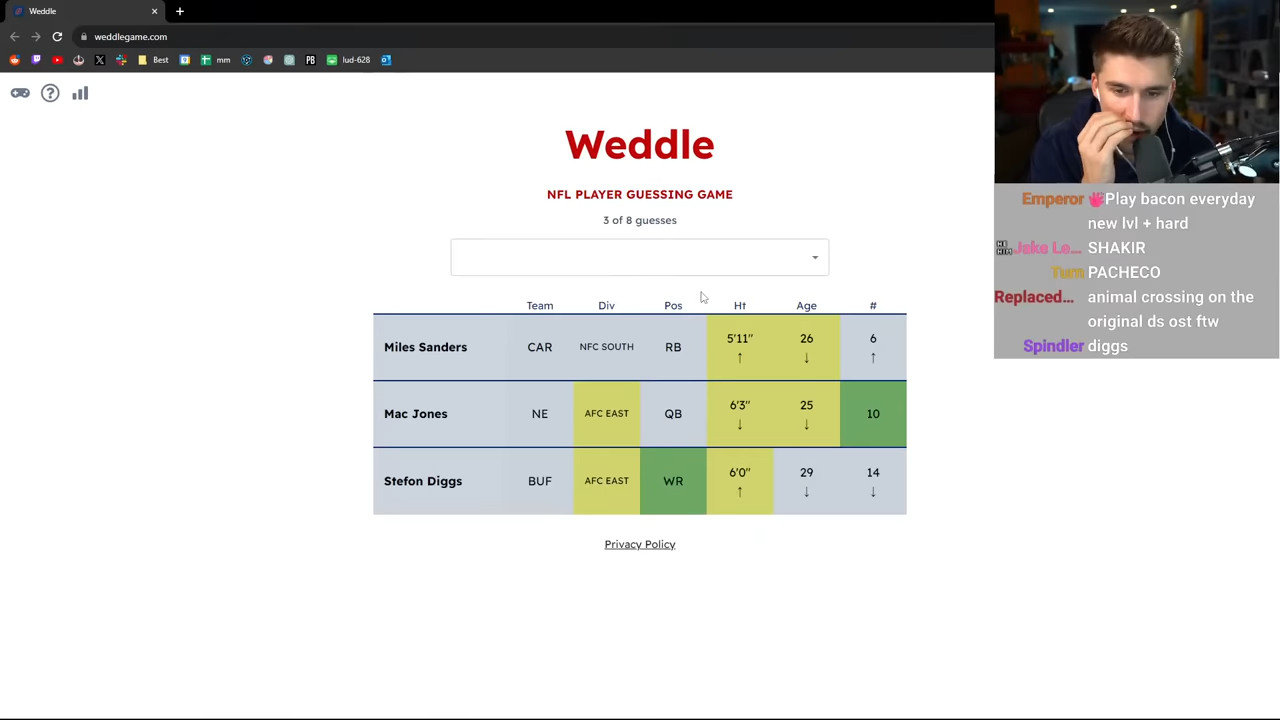 Weddle
weddlegame.com
Best
mm
PB
lud-628
Weddle
NFL PLAYER GUESSING GAME
3 of 8 guesses
Team Div Pos Ht Age #
Miles Sanders CAR NFC SOUTH RB 5'11" ↑ 26 ↓ 6 ↑
Mac Jones NE AFC EAST QB 6'3" ↓ 25 ↓ 10
Stefon Diggs BUF AFC EAST WR 6'0" ↑ 29 ↓ 14 ↓
Privacy Policy
Emperor Play bacon everyday
new lvl + hard
Jake Le... SHAKIR
Turn PACHECO
Replaced... animal crossing on the
original ds ost ftw
Spindler diggs